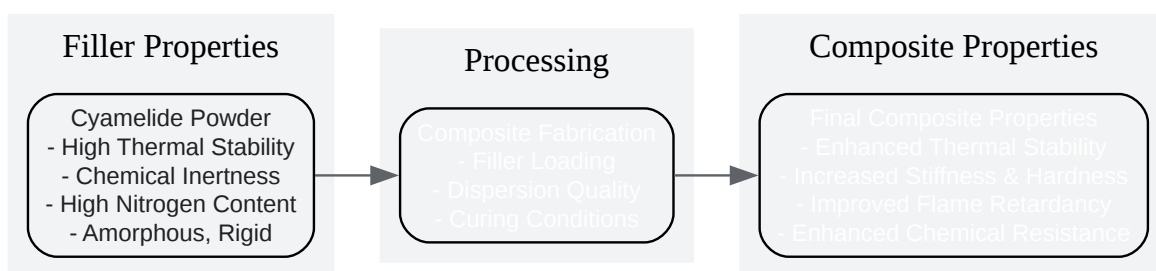 Filler Properties
Cyamelide Powder
- High Thermal Stability
- Chemical Inertness
- High Nitrogen Content
- Amorphous, Rigid
Processing
Composite Fabrication
- Filler Loading
- Dispersion Quality
- Curing Conditions
Composite Properties
Final Composite Properties
- Enhanced Thermal Stability
- Increased Stiffness & Hardness
- Improved Flame Retardancy
- Enhanced Chemical Resistance